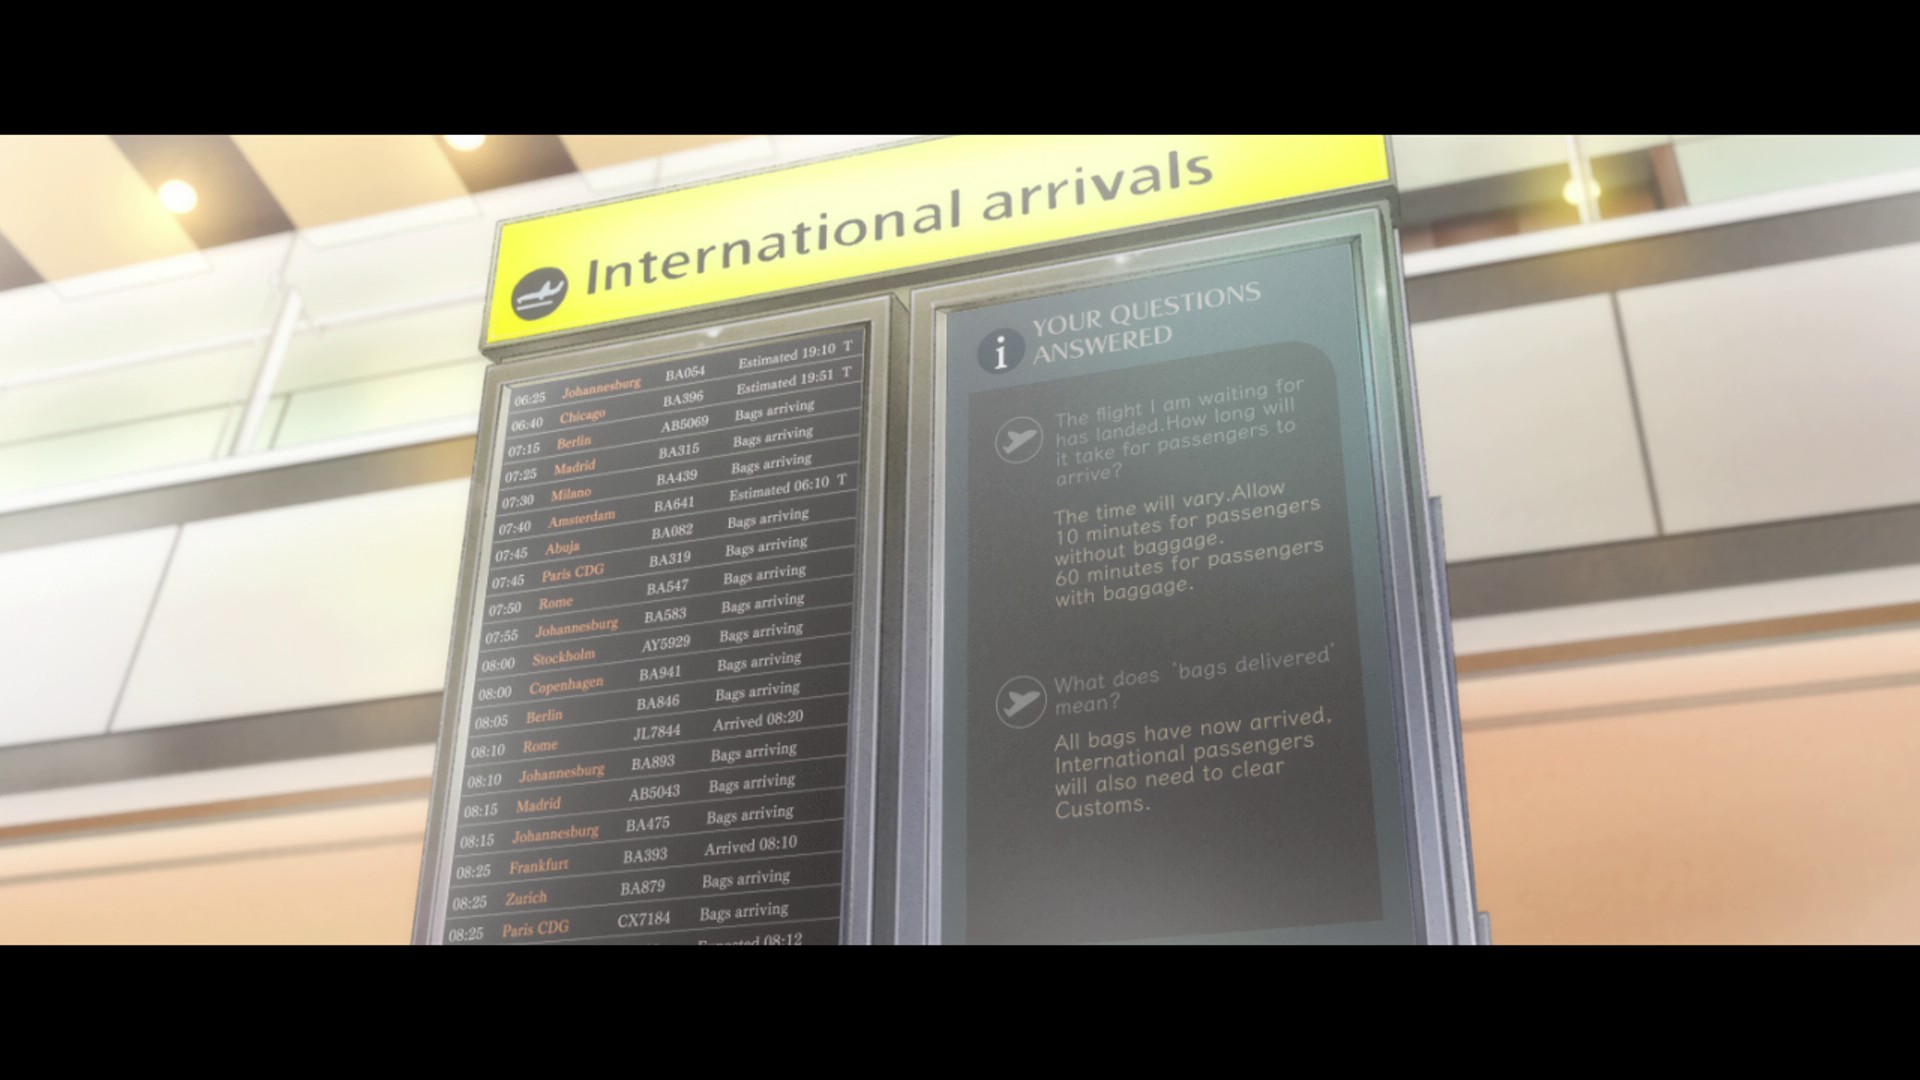 International arrivals
06:25 Johannesburg BA054 Estimated 19:10 T
06:40 Chicago BA396 Estimated 19:51 T
07:15 Berlin AB5069 Bags arriving
07:25 Madrid BA315 Bags arriving
07:30 Milano BA439 Bags arriving
07:40 Amsterdam BA641 Estimated 06:10 T
07:45 Abuja BA082 Bags arriving
07:45 Paris CDG BA319 Bags arriving
07:50 Rome BA547 Bags arriving
07:55 Johannesburg BA583 Bags arriving
08:00 Stockholm AY5929 Bags arriving
08:00 Copenhagen BA941 Bags arriving
08:05 Berlin BA846 Bags arriving
08:10 Rome JL7844 Arrived 08:20
08:10 Johannesburg BA893 Bags arriving
08:15 Madrid AB5043 Bags arriving
08:15 Johannesburg BA475 Bags arriving
08:25 Frankfurt BA393 Arrived 08:10
08:25 Zurich BA879 Bags arriving
08:25 Paris CDG CX7184 Bags arriving
08:12
i YOUR QUESTIONS
ANSWERED
The flight I am waiting for
has landed.How long will
it take for passengers to
arrive?
The time will vary.Allow
10 minutes for passengers
without baggage.
60 minutes for passengers
with baggage.
What does 'bags delivered'
mean?
All bags have now arrived,
International passengers
will also need to clear
Customs.